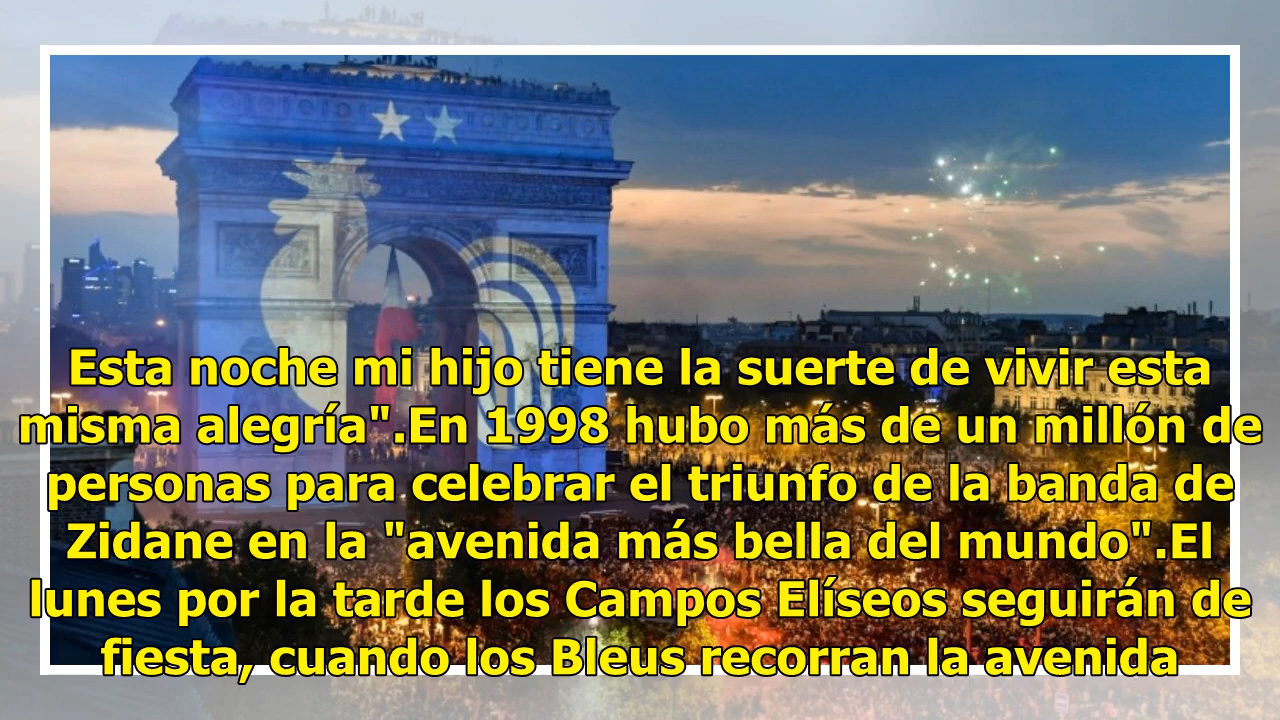 Esta noche mi hijo tiene la suerte de vivir esta
misma alegría".En 1998 hubo más de un millón de
personas para celebrar el triunfo de la banda de
Zidane en la "avenida más bella del mundo".El
lunes por la tarde los Campos Elíseos seguirán de
fiesta, cuando los Bleus recorran la avenida